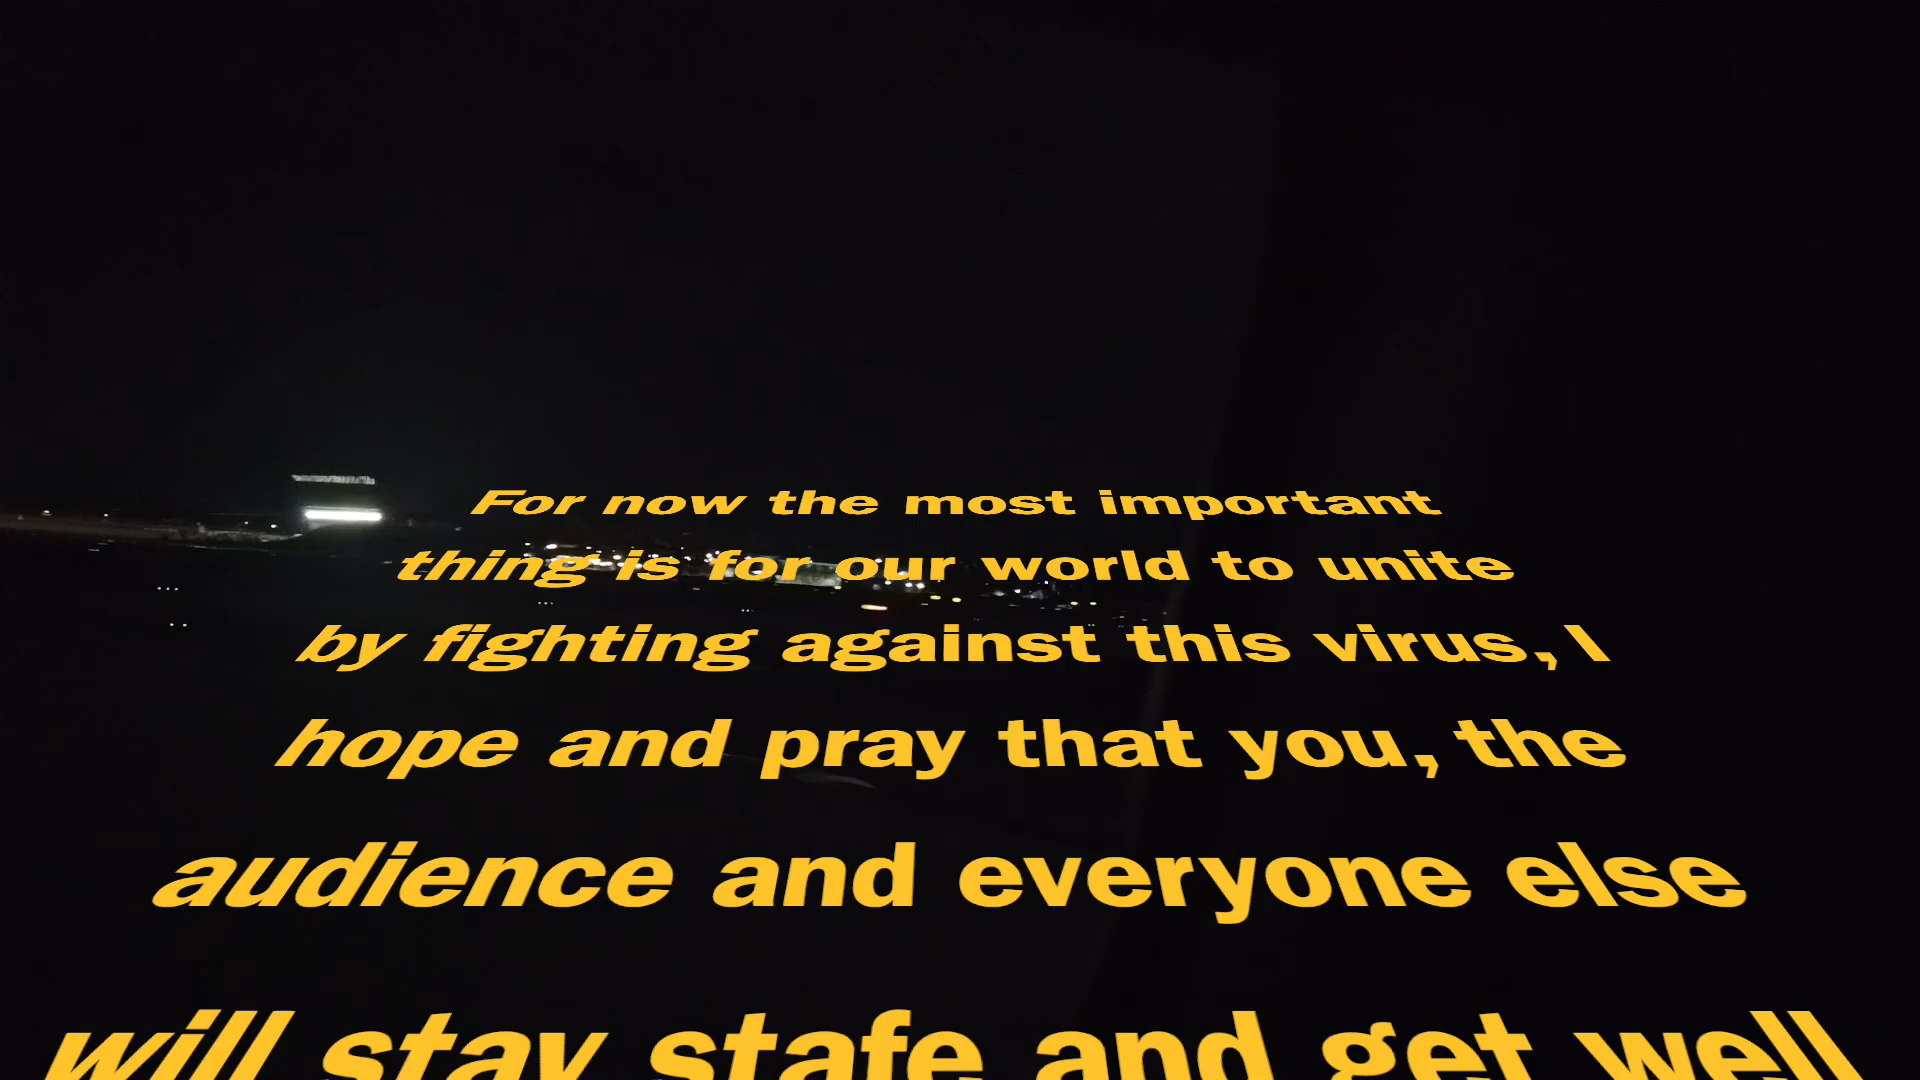 For now the most important
thing is for our world to unite
by fighting against this virus, I
hope and pray that you, the
audience and everyone else
will stay stafe and get well